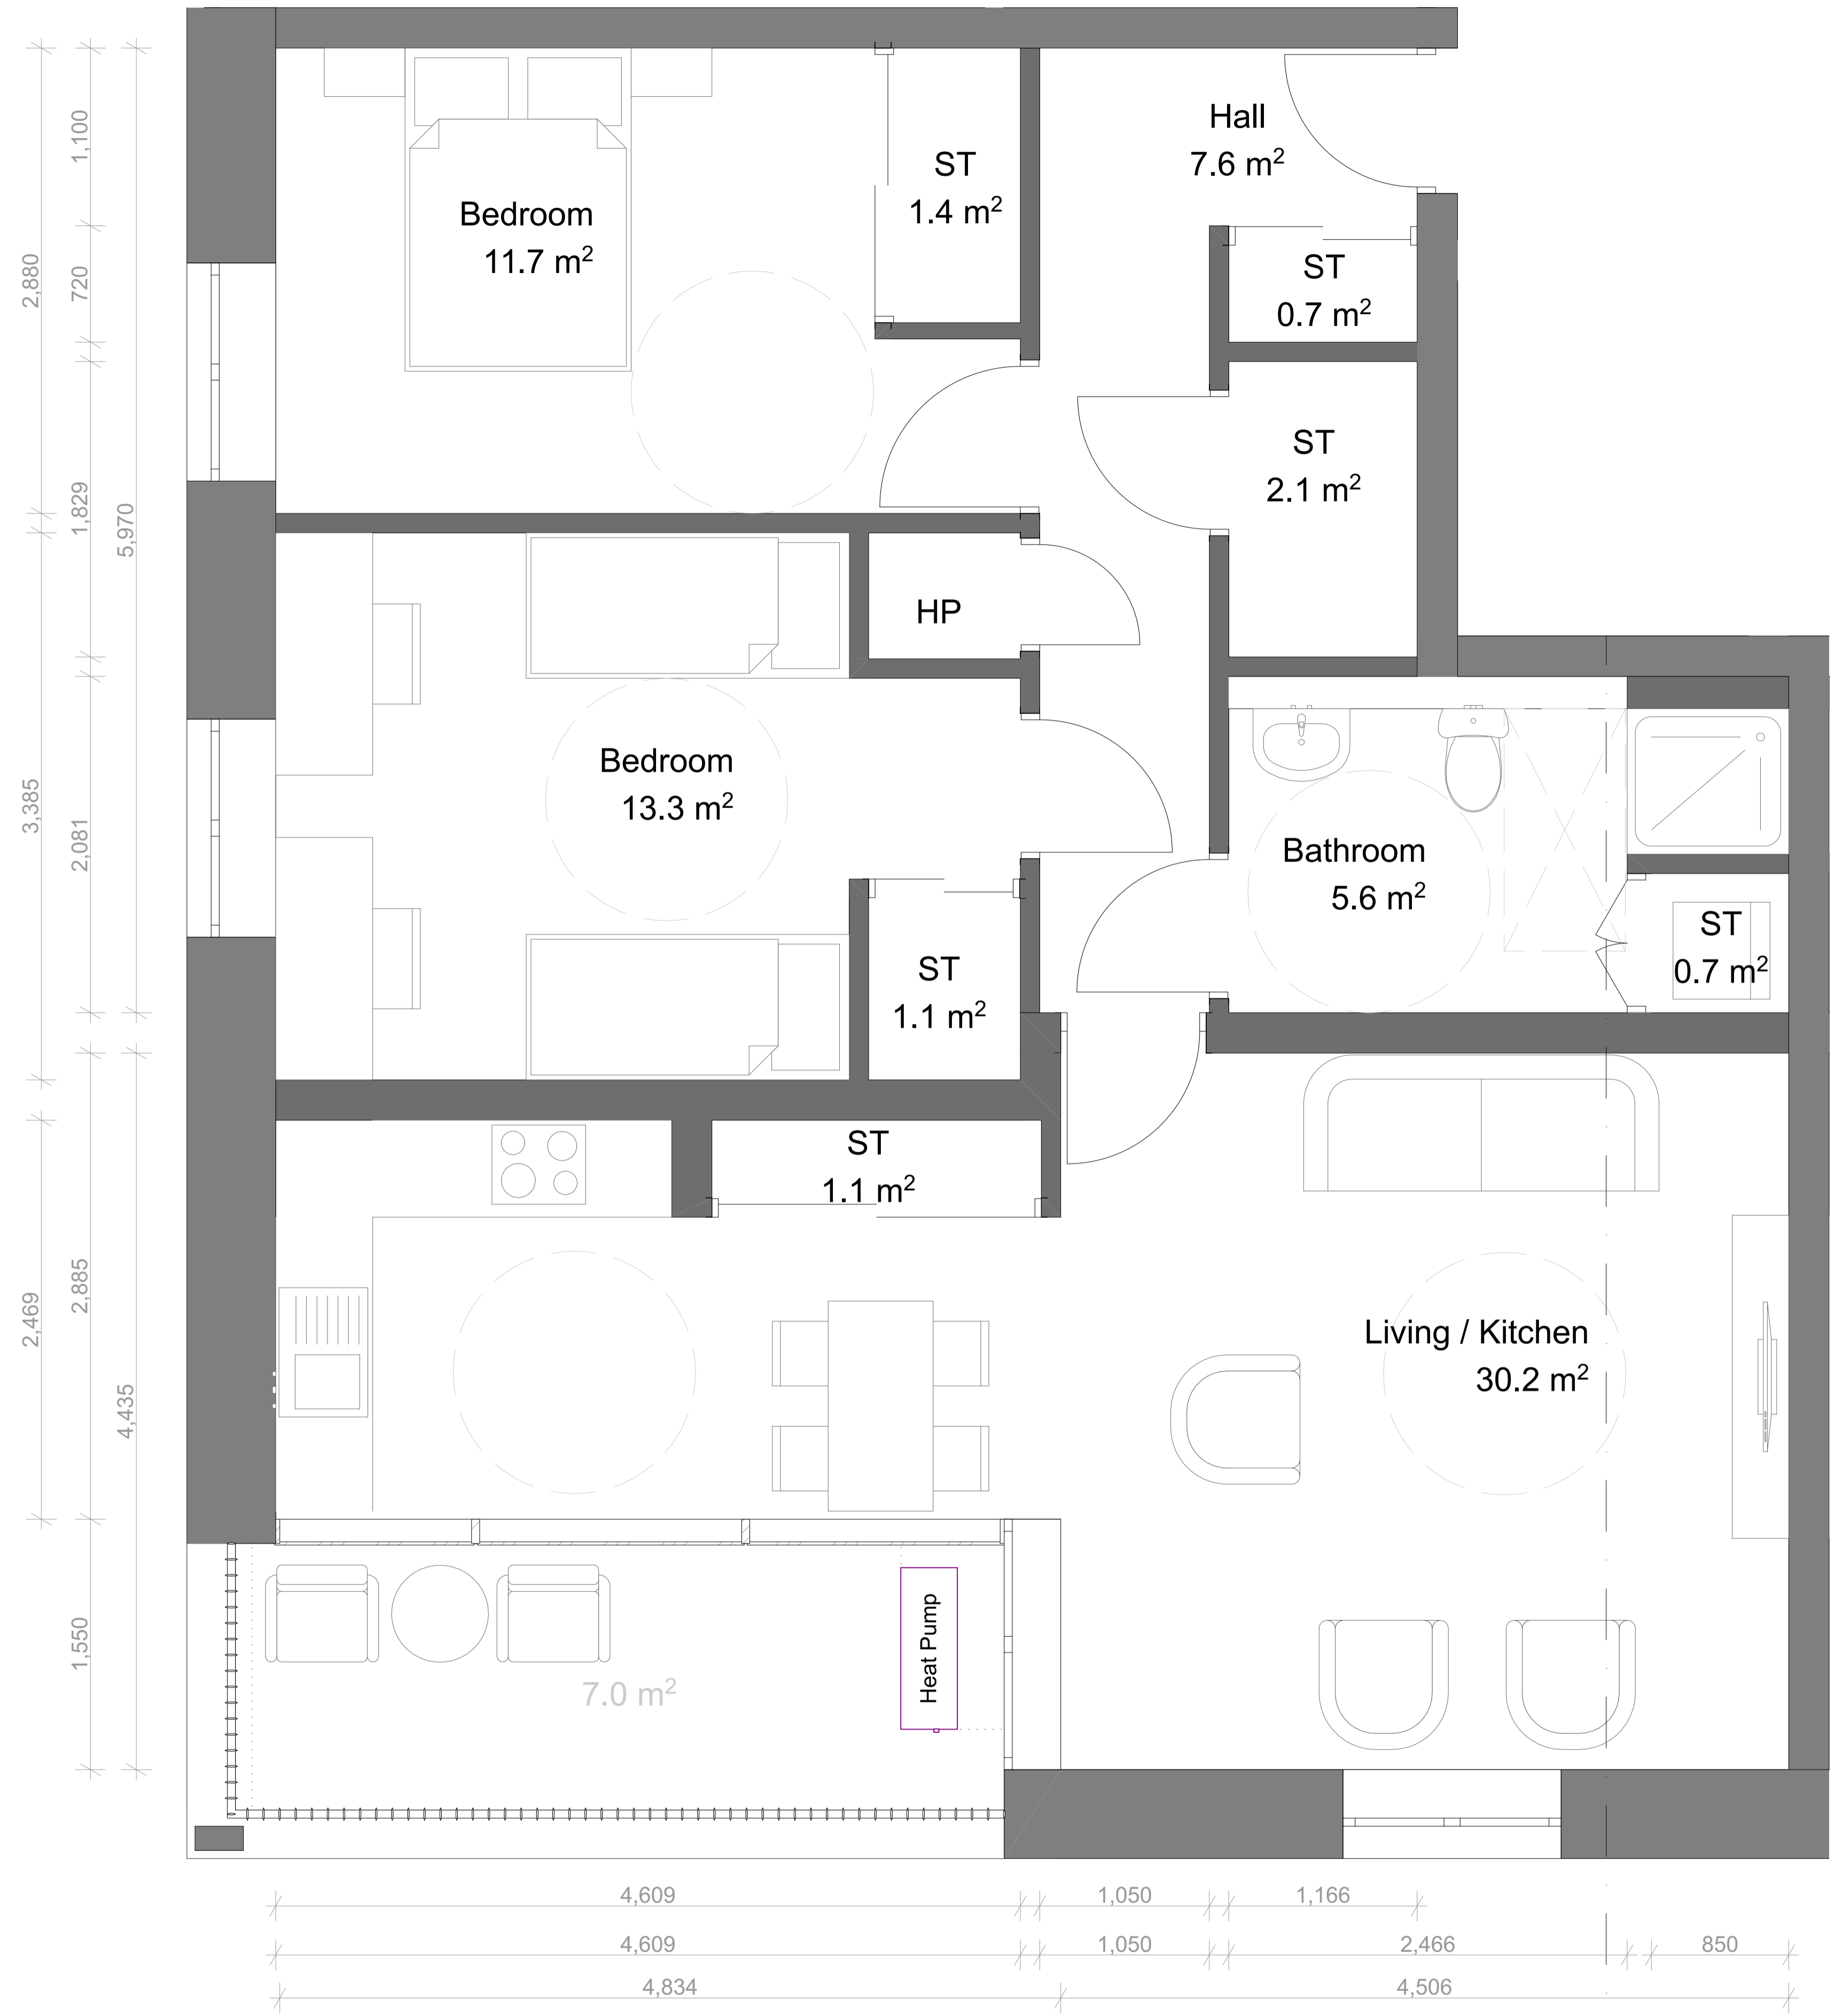 Hall
7.6 m²
ST
1.4 m²
Bedroom
11.7 m²
ST
0.7 m²
ST
2.1 m²
HP
Bedroom
13.3 m²
Bathroom
5.6 m²
ST
0.7 m²
ST
1.1 m²
ST
1.1 m²
Living / Kitchen
30.2 m²
Heat Pump
7.0 m²
2,880
3,385
2,469
1,100
720
1,829
2,081
2,885
1,550
5,970
4,435
4,609
1,050
1,166
4,609
1,050
2,466
850
4,834
4,506